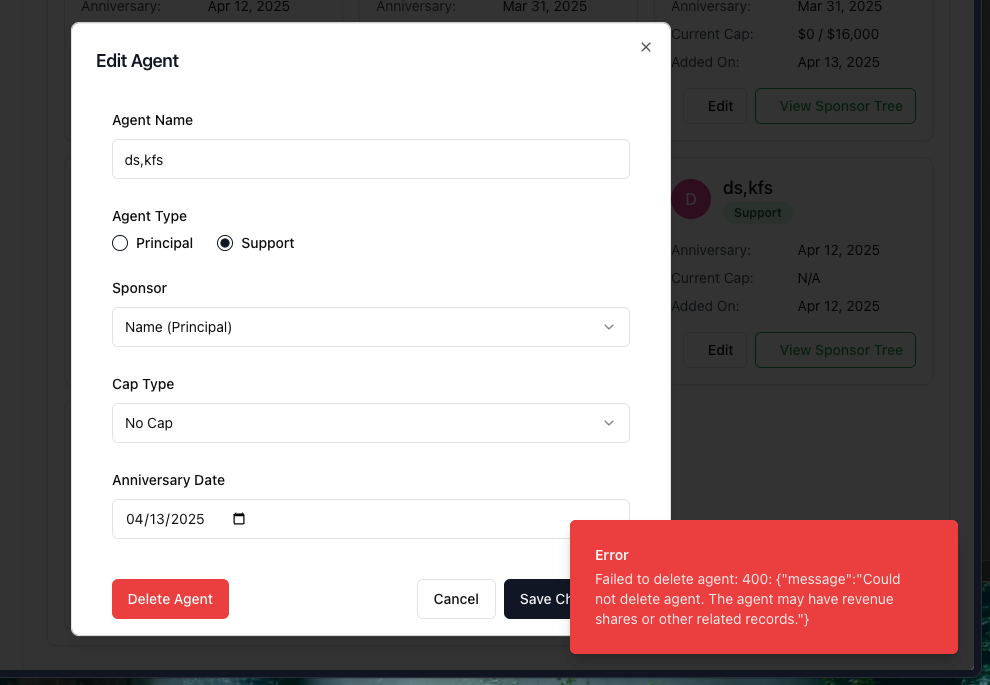 Anniversary: Apr 12, 2025
Anniversary: Mar 31, 2025
Anniversary: Mar 31, 2025
Current Cap: $0 / $16,000
Added On: Apr 13, 2025
Edit
View Sponsor Tree
D
ds,kfs
Support
Anniversary: Apr 12, 2025
Current Cap: N/A
Added On: Apr 12, 2025
Edit
View Sponsor Tree
Edit Agent
Agent Name
ds,kfs
Agent Type
Principal
Support
Sponsor
Name (Principal)
Cap Type
No Cap
Anniversary Date
04/13/2025
Delete Agent
Cancel
Save Ch
Error
Failed to delete agent: 400: {"message":"Could
not delete agent. The agent may have revenue
shares or other related records."}